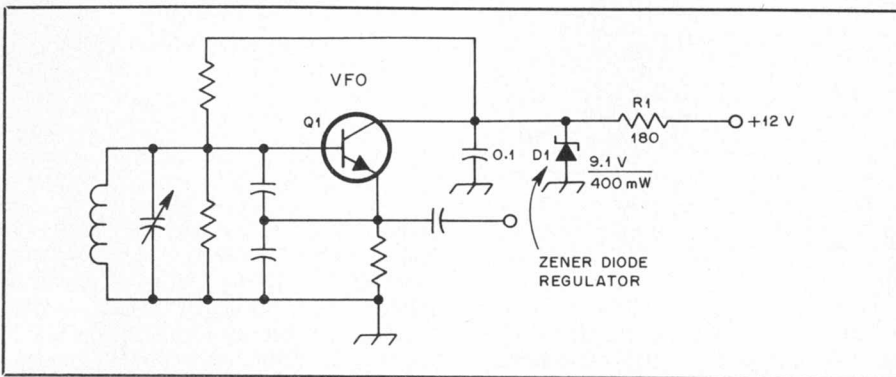 VFO
Q1
R1
180
+12 V
0.1
D1
9.1 V
400 mW
ZENER DIODE
REGULATOR